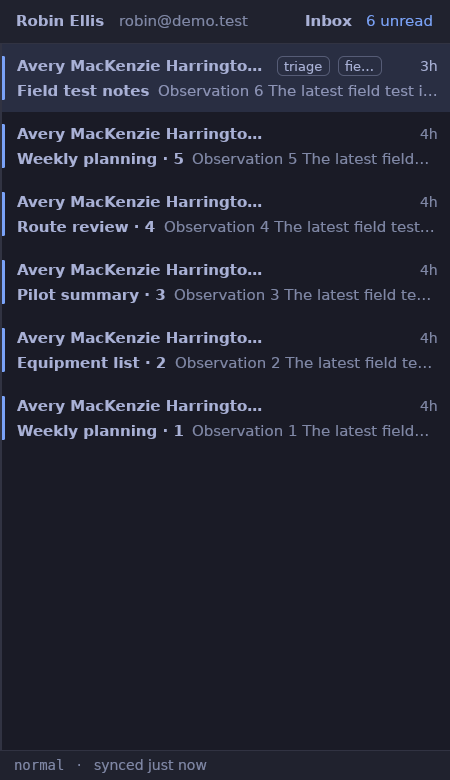 Robin Ellis robin@demo.test Inbox 6 unread
Avery MacKenzie Harringto… triage fie… 3h
Field test notes Observation 6 The latest field test i…
Avery MacKenzie Harringto… 4h
Weekly planning · 5 Observation 5 The latest field…
Avery MacKenzie Harringto… 4h
Route review · 4 Observation 4 The latest field test…
Avery MacKenzie Harringto… 4h
Pilot summary · 3 Observation 3 The latest field te…
Avery MacKenzie Harringto… 4h
Equipment list · 2 Observation 2 The latest field te…
Avery MacKenzie Harringto… 4h
Weekly planning · 1 Observation 1 The latest field…
normal · synced just now